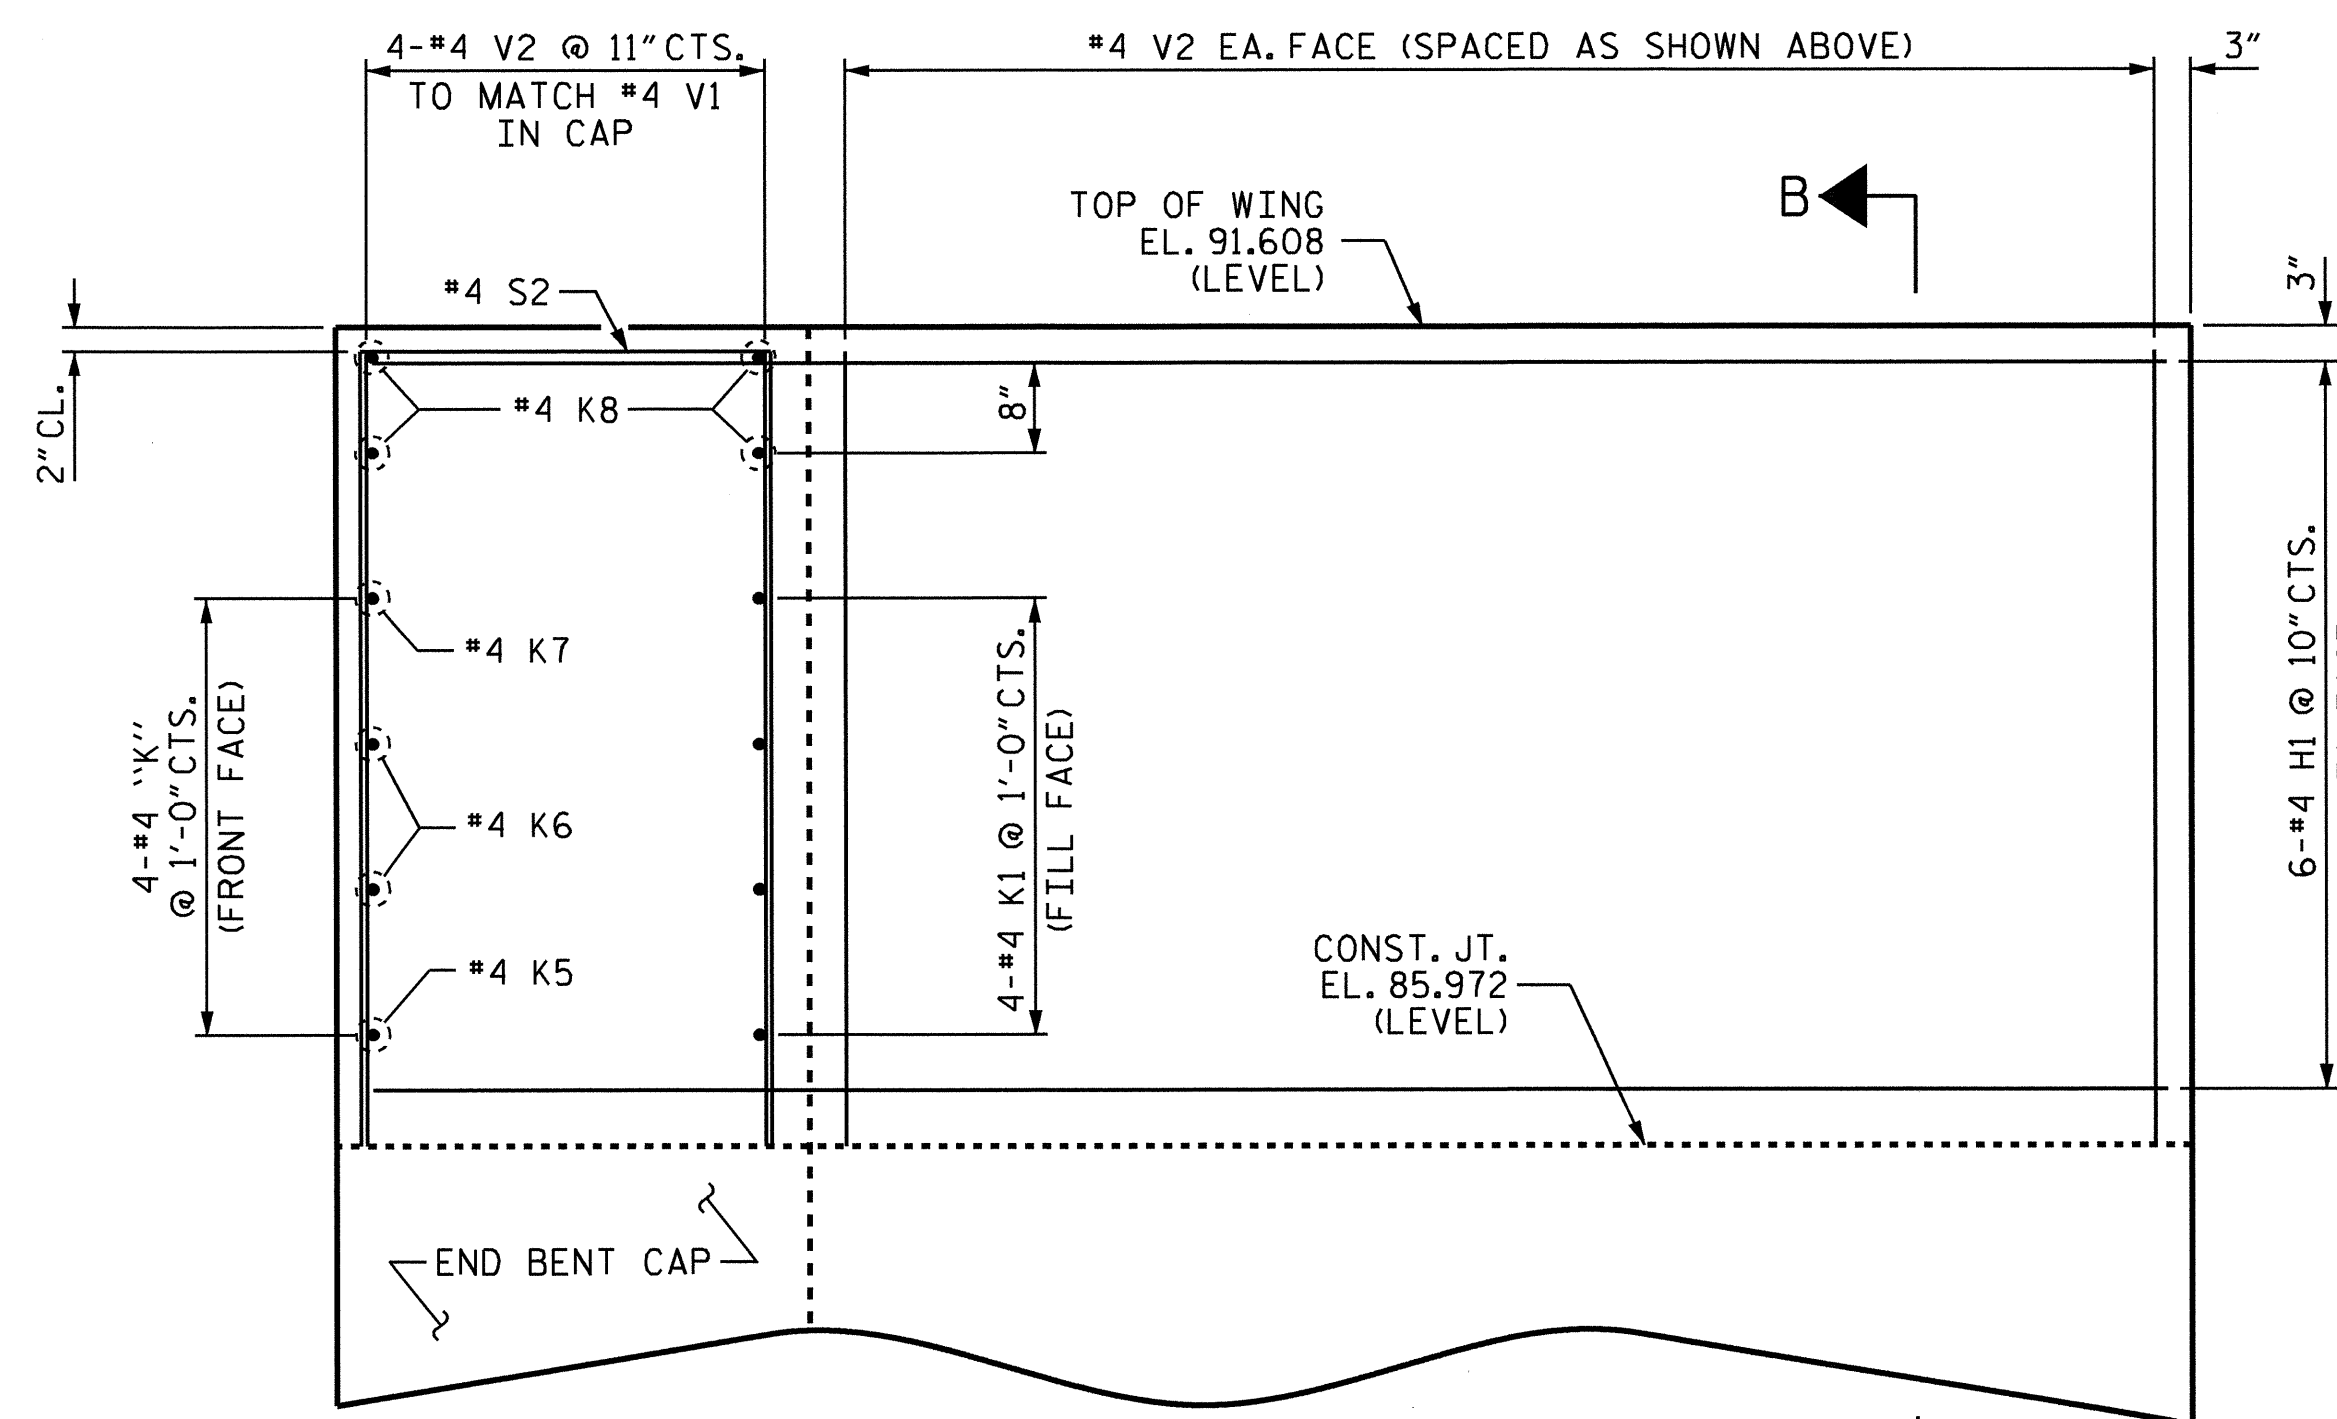 4-#4 V2 @ 11" CTS.
TO MATCH #4 V1
IN CAP
#4 V2 EA. FACE (SPACED AS SHOWN ABOVE)
3"
TOP OF WING
EL. 91.608
(LEVEL)
B
#4 S2
3"
2" CL.
#4 K8
8"
#4 K7
4-#4 "K"
@ 1'-0" CTS.
(FRONT FACE)
#4 K6
4-#4 K1 @ 1'-0" CTS.
(FILL FACE)
6-#4 H1 @ 10" CTS.
#4 K5
CONST. JT.
EL. 85.972
(LEVEL)
END BENT CAP